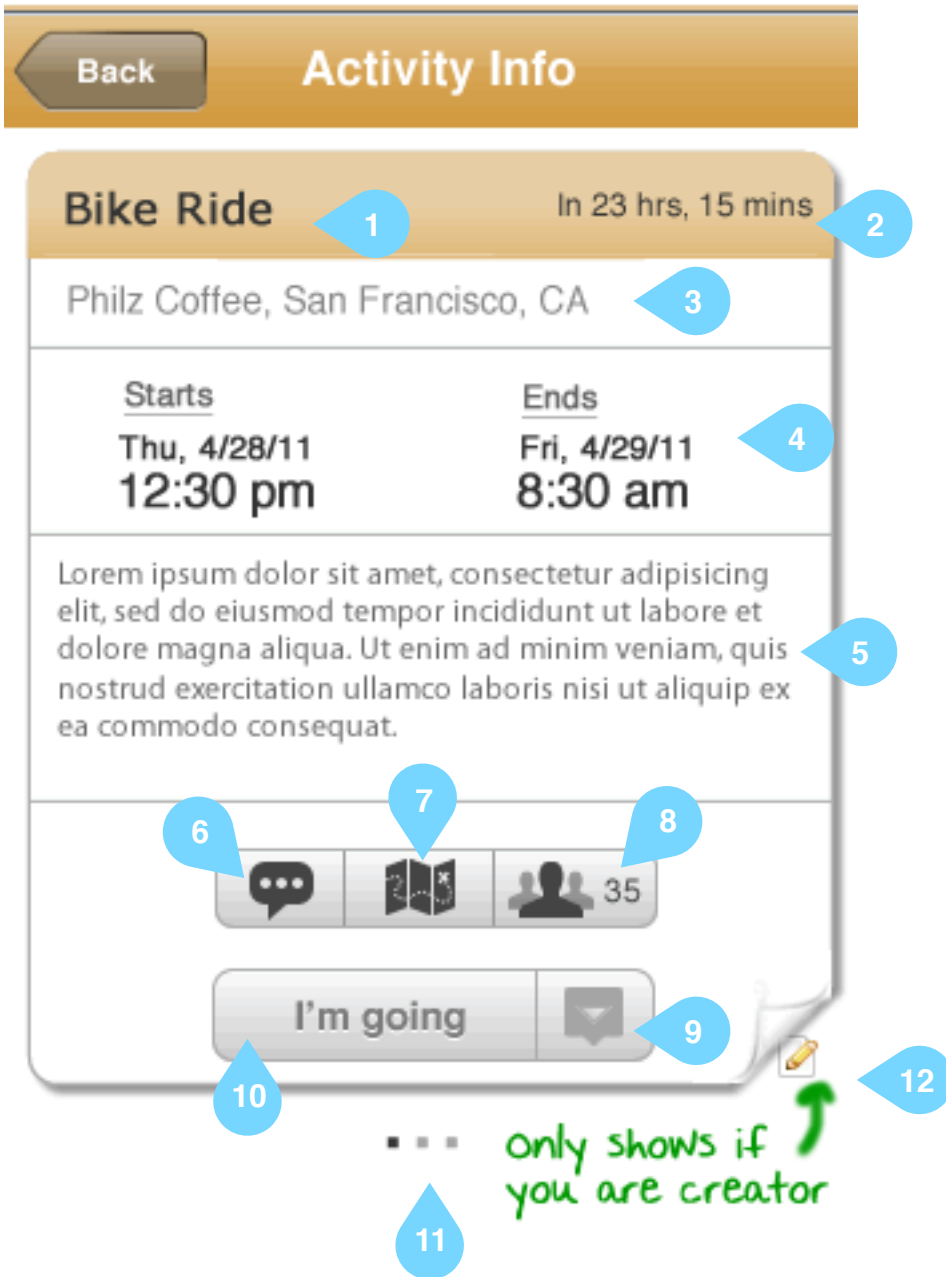 Back
Activity Info
Bike Ride
1
In 23 hrs, 15 mins
2
Philz Coffee, San Francisco, CA
3
Starts
Ends
Thu, 4/28/11
Fri, 4/29/11
4
12:30 pm
8:30 am
Lorem ipsum dolor sit amet, consectetur adipisicing
elit, sed do eiusmod tempor incididunt ut labore et
dolore magna aliqua. Ut enim ad minim veniam, quis
5
nostrud exercitation ullamco laboris nisi ut aliquip ex
ea commodo consequat.
7
6
8
35
I'm going
9
10
12
only shows if
you are creator
11